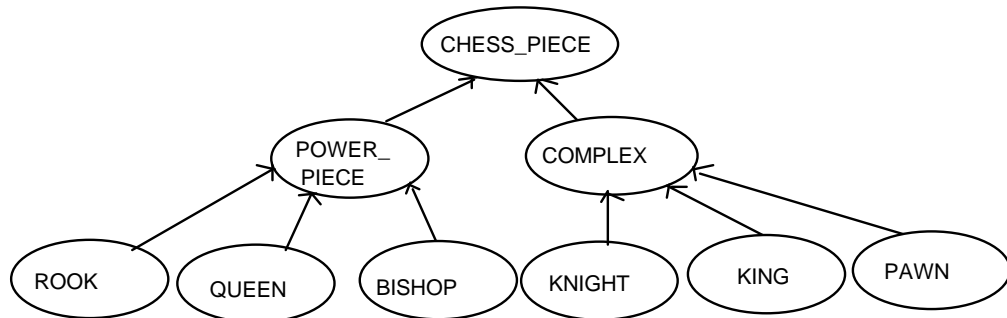 CHESS_PIECE
POWER_
PIECE
COMPLEX
ROOK
QUEEN
BISHOP
KNIGHT
KING
PAWN